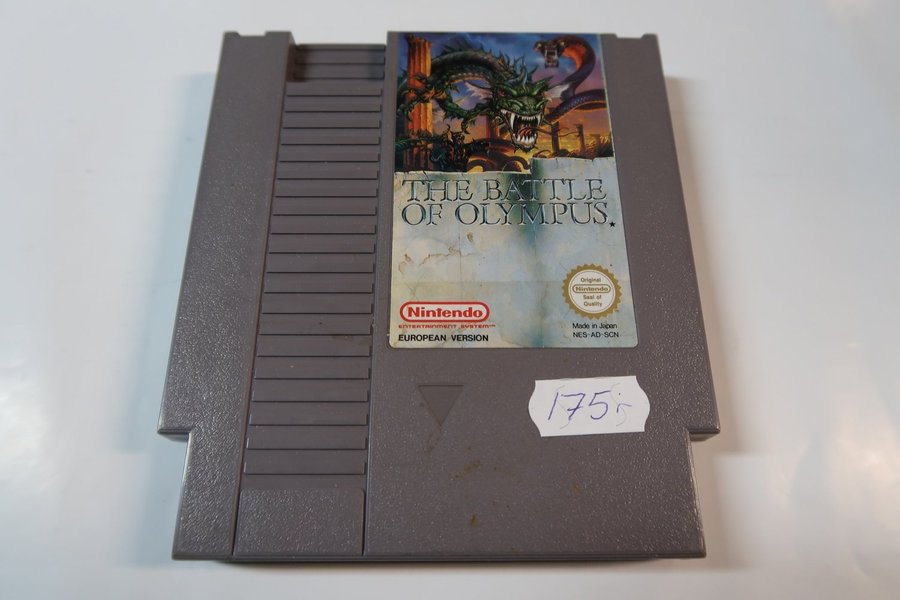 THE BATTLE
OF OLYMPUS.
Original
Nintendo
Seal of
Quality
Nintendo
ENTERTAINMENT SYSTEM™
EUROPEAN VERSION
Made in Japan
NES-AD-SCN
175:-